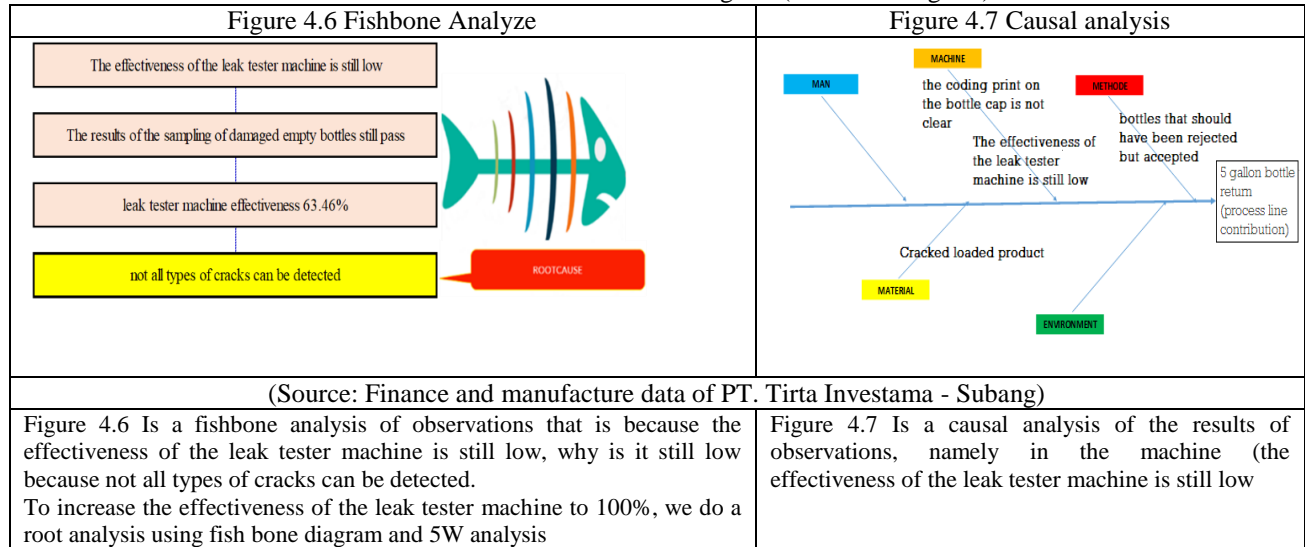 Figure 4.6 Fishbone Analyze
The effectiveness of the leak tester machine is still low
The results of the sampling of damaged empty bottles still pass
leak tester machine effectiveness 63.46%
not all types of cracks can be detected
ROOTCAUSE
Figure 4.7 Causal analysis
MAN
MACHINE
the coding print on
the bottle cap is not
clear
The effectiveness of
the leak tester
machine is still low
METHODE
bottles that should
have been rejected
but accepted
5 gallon bottle
return
(process line
contribution)
Cracked loaded product
MATERIAL
ENVIRONMENT
(Source: Finance and manufacture data of PT. Tirta Investama - Subang)
Figure 4.6 Is a fishbone analysis of observations that is because the
effectiveness of the leak tester machine is still low, why is it still low
because not all types of cracks can be detected.
To increase the effectiveness of the leak tester machine to 100%, we do a
root analysis using fish bone diagram and 5W analysis
Figure 4.7 Is a causal analysis of the results of
observations, namely in the machine (the
effectiveness of the leak tester machine is still low